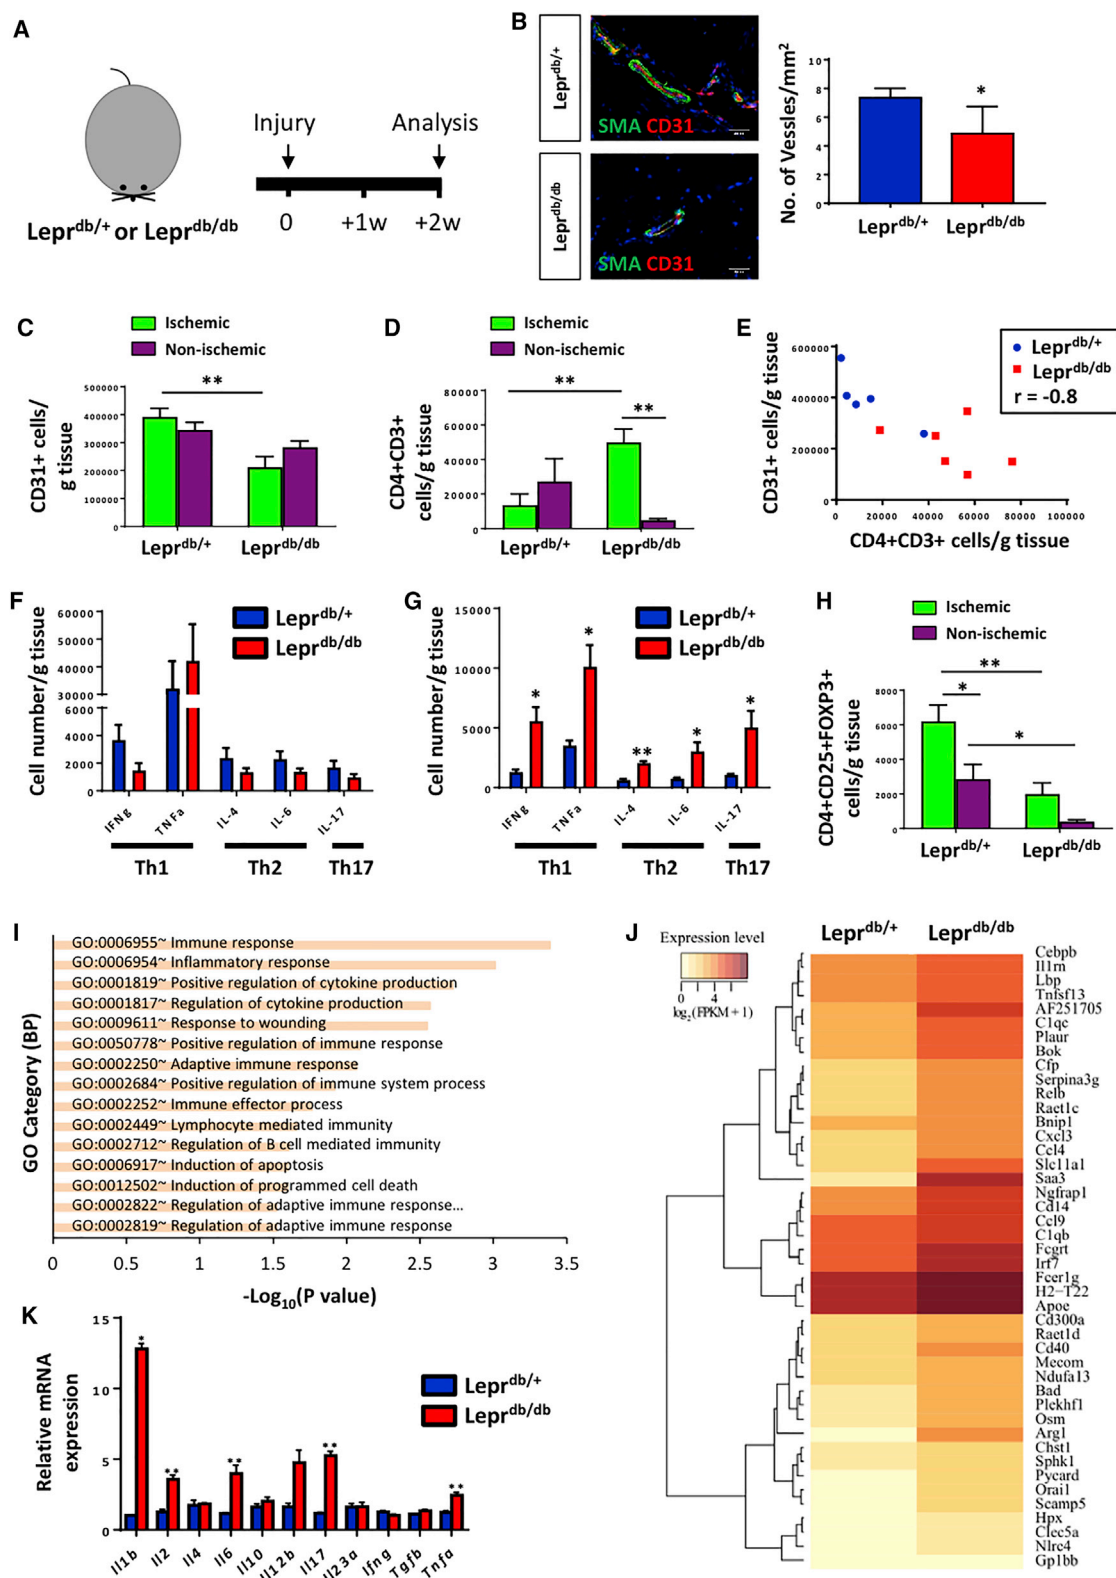 A
Injury
Analysis
0
+1w
+2w
Lepr^db/+ or Lepr^db/db
B
Lepr^db/+
SMA CD31
Lepr^db/db
SMA CD31
No. of Vessles/mm²
10
8
6
4
2
0
*
Lepr^db/+
Lepr^db/db
C
Ischemic
Non-ischemic
CD31+ cells/
g tissue
500000
400000
300000
200000
100000
0
**
Lepr^db/+
Lepr^db/db
D
Ischemic
Non-ischemic
CD4+CD3+
cells/g tissue
80000
60000
40000
20000
0
**
**
Lepr^db/+
Lepr^db/db
E
CD31+ cells/g tissue
600000
400000
200000
0
Lepr^db/+
Lepr^db/db
r = -0.8
0
20000
40000
60000
80000
100000
CD4+CD3+ cells/g tissue
F
Cell number/g tissue
60000
50000
40000
30000
6000
4000
2000
0
Lepr^db/+
Lepr^db/db
IFNg
TNFa
IL-4
IL-6
IL-17
Th1
Th2
Th17
G
Cell number/g tissue
15000
10000
5000
0
Lepr^db/+
Lepr^db/db
*
*
**
*
*
IFNg
TNFa
IL-4
IL-6
IL-17
Th1
Th2
Th17
H
Ischemic
Non-ischemic
CD4+CD25+FOXP3+
cells/g tissue
8000
6000
4000
2000
0
**
*
*
Lepr^db/+
Lepr^db/db
I
GO Category (BP)
GO:0006955~ Immune response
GO:0006954~ Inflammatory response
GO:0001819~ Positive regulation of cytokine production
GO:0001817~ Regulation of cytokine production
GO:0009611~ Response to wounding
GO:0050778~ Positive regulation of immune response
GO:0002250~ Adaptive immune response
GO:0002684~ Positive regulation of immune system process
GO:0002252~ Immune effector process
GO:0002449~ Lymphocyte mediated immunity
GO:0002712~ Regulation of B cell mediated immunity
GO:0006917~ Induction of apoptosis
GO:0012502~ Induction of programmed cell death
GO:0002822~ Regulation of adaptive immune response...
GO:0002819~ Regulation of adaptive immune response
0
0.5
1
1.5
2
2.5
3
3.5
-Log₁₀(P value)
J
Expression level
0
4
log₂(FPKM+1)
Lepr^db/+
Lepr^db/db
Cebpb
Il1rn
Lbp
Tnfsf13
AF251705
C1qc
Plaur
Bok
Cfp
Serpina3g
Relb
Raet1c
Bnip1
Cxcl3
Ccl4
Slc11a1
Saa3
Ngfrap1
Cd14
Ccl9
C1qb
Fcgrt
Irf7
Fcer1g
H2−T22
Apoe
Cd300a
Raet1d
Cd40
Mecom
Ndufa13
Bad
Plekhf1
Osm
Arg1
Chst1
Sphk1
Pycard
Orai1
Scamp5
Hpx
Clec5a
Nlrc4
Gp1bb
K
Relative mRNA
expression
15
10
5
0
Lepr^db/+
Lepr^db/db
*
**
**
**
**
Il1b
Il2
Il4
Il6
Il10
Il12b
Il17
Il23a
Ifng
Tgfb
Tnfa